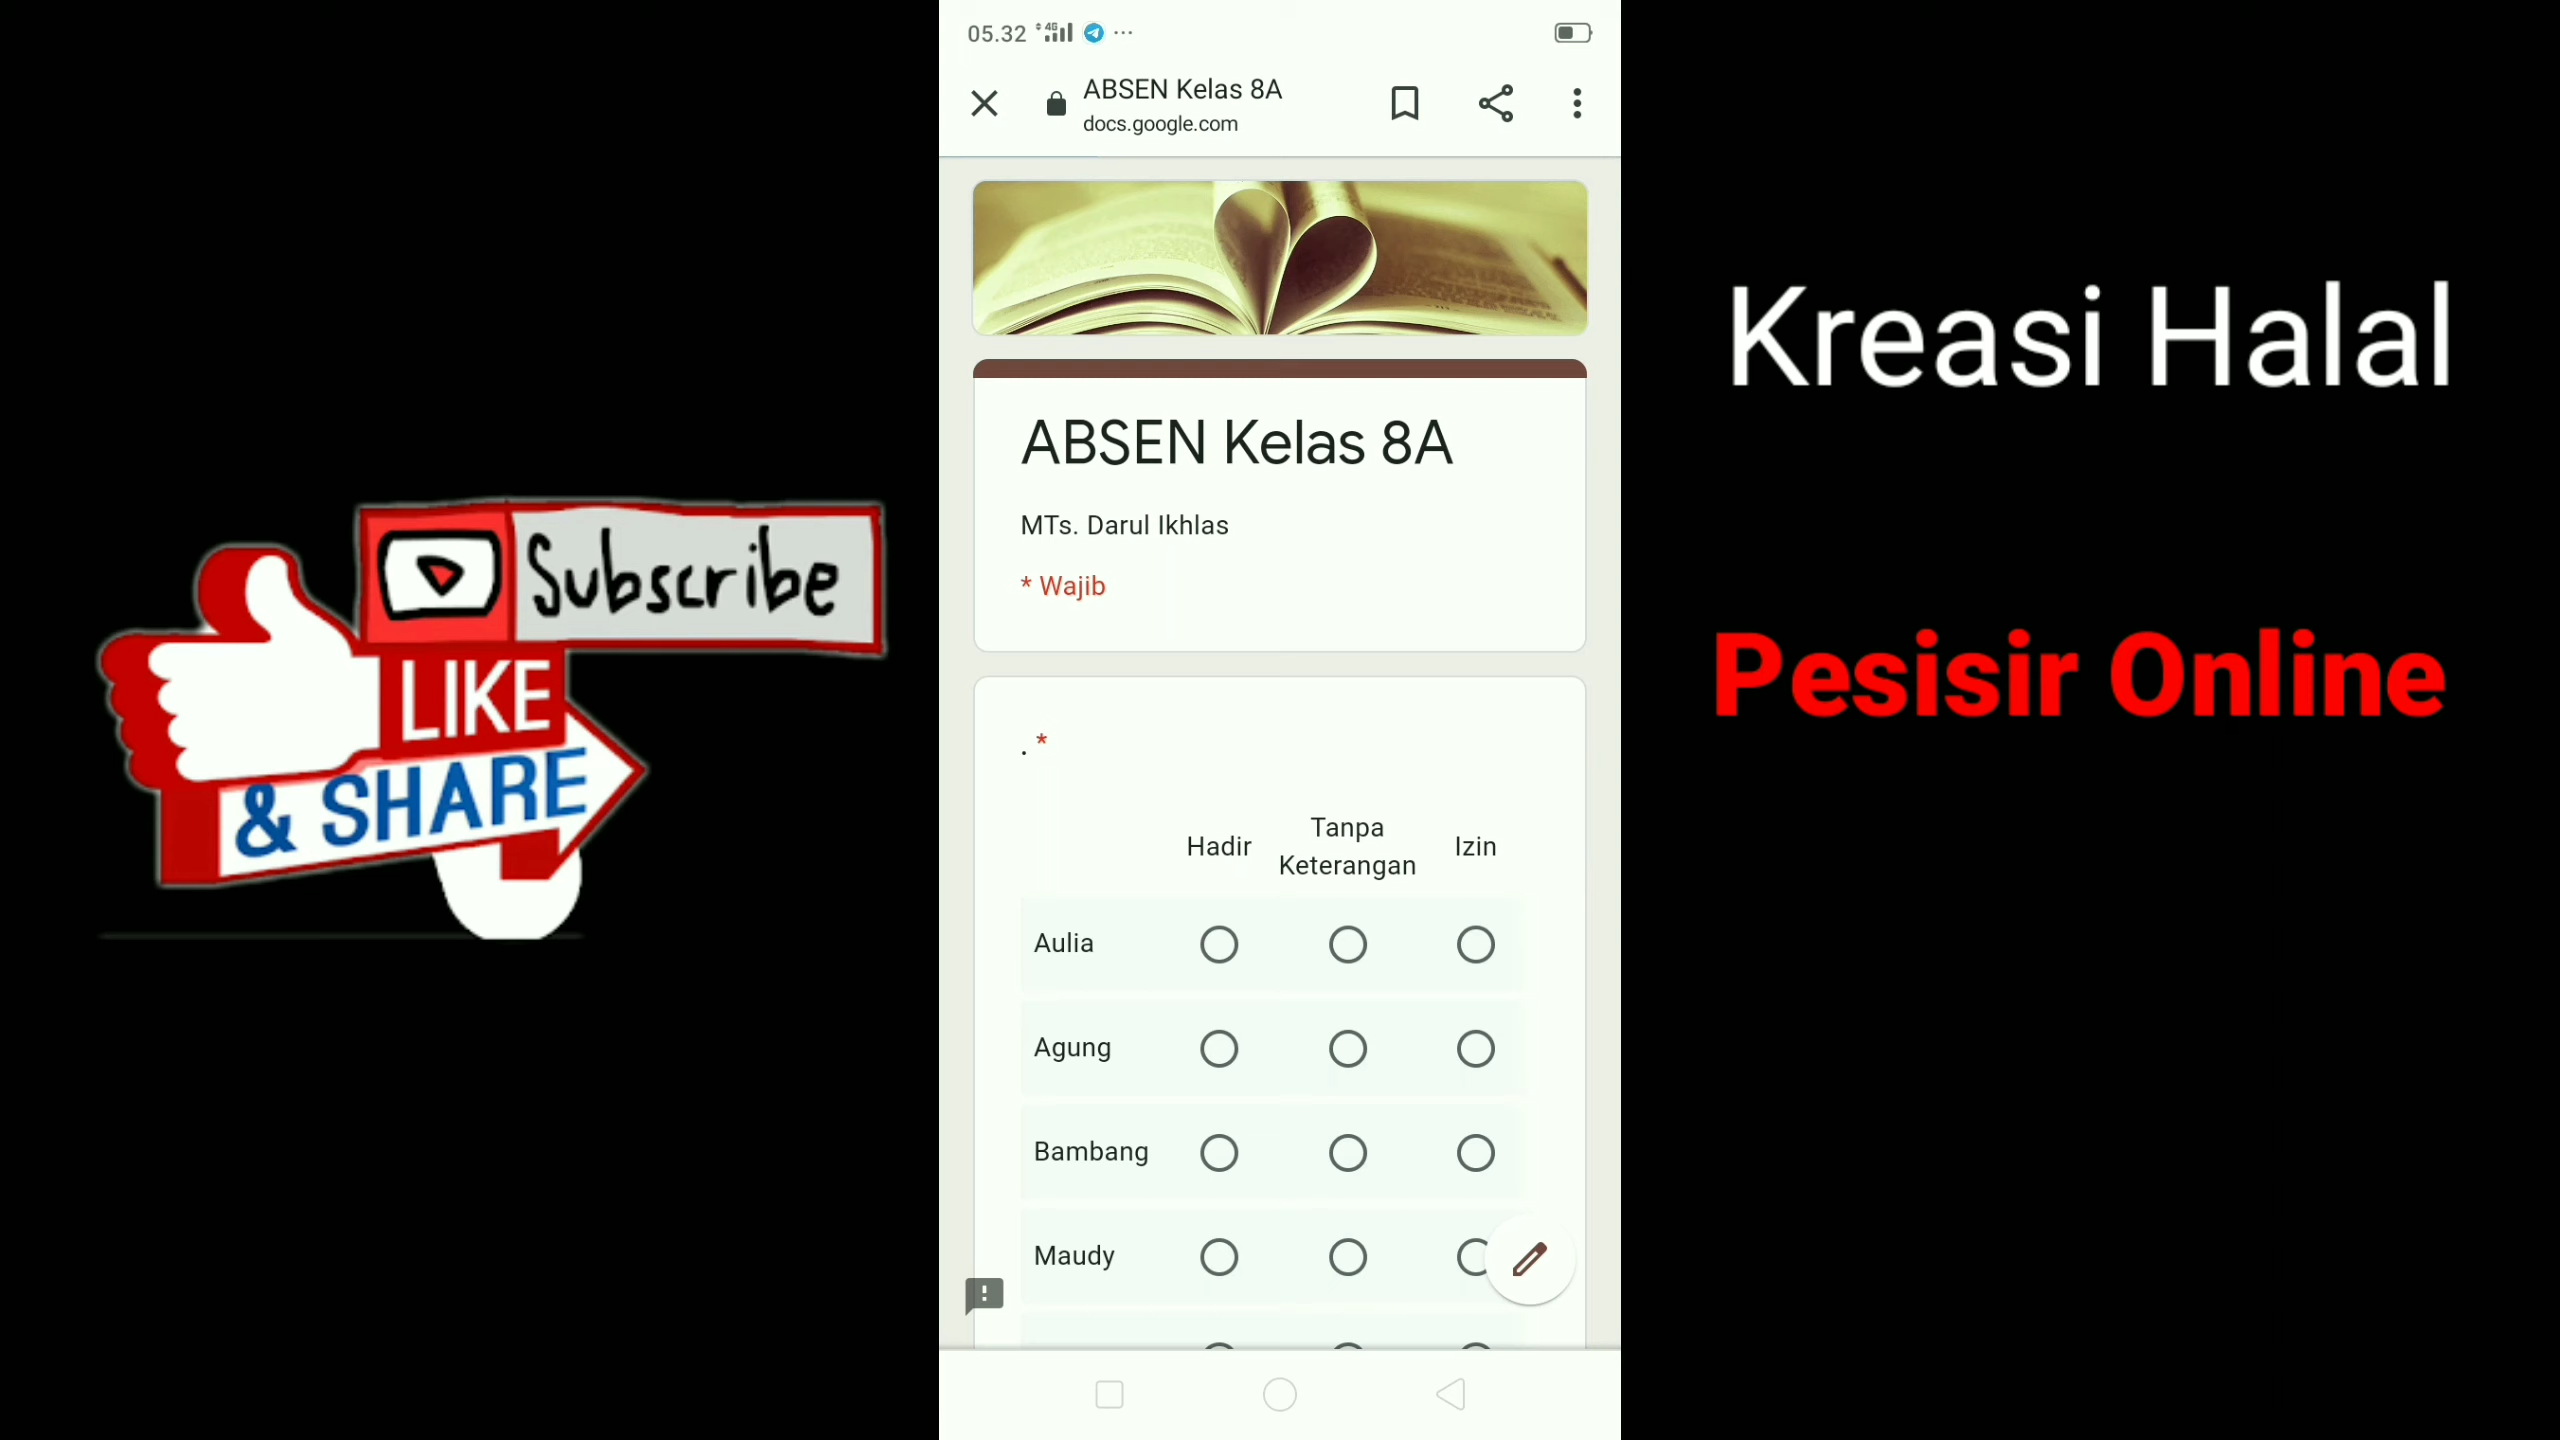 05.32 4G
ABSEN Kelas 8A
docs.google.com
ABSEN Kelas 8A
MTs. Darul Ikhlas
* Wajib
. *
Hadir Tanpa Keterangan Izin
Aulia
Agung
Bambang
Maudy
Subscribe
LIKE
& SHARE
Kreasi Halal
Pesisir Online